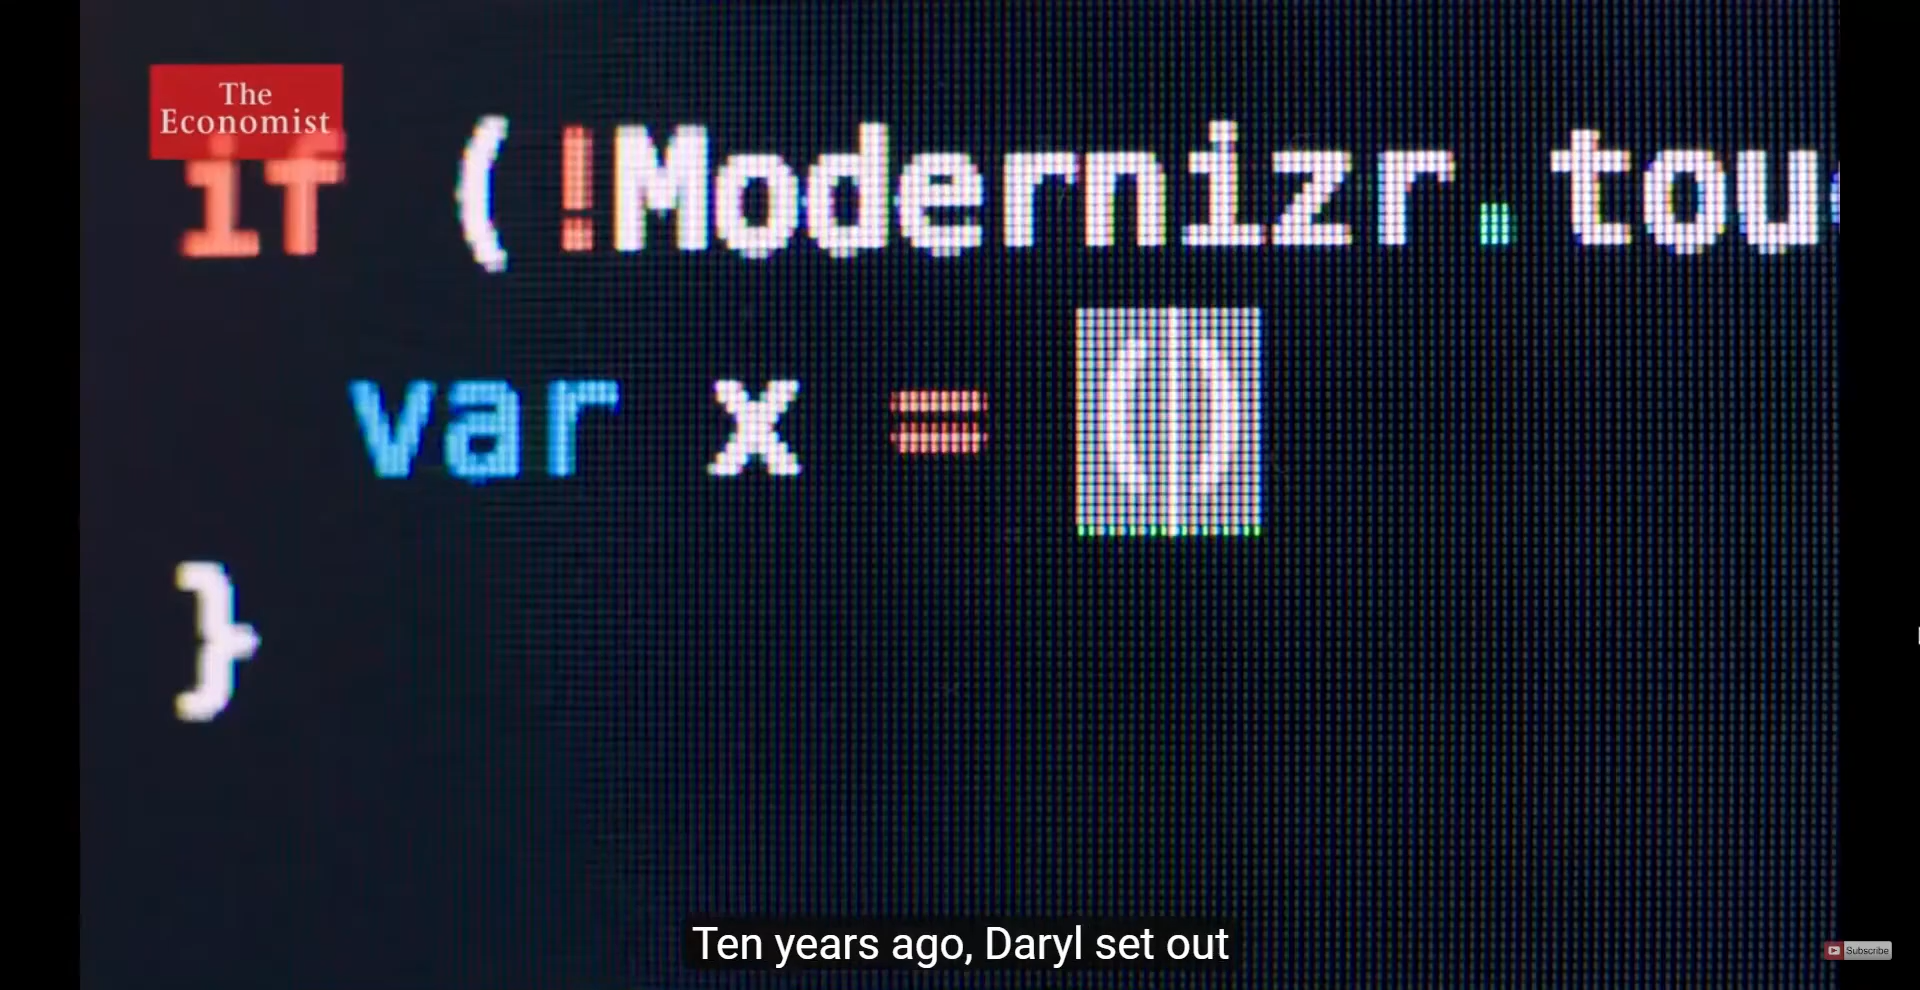 The
Economist
if (!Modernizr.tou
var x = ()
}
Ten years ago, Daryl set out
Subscribe